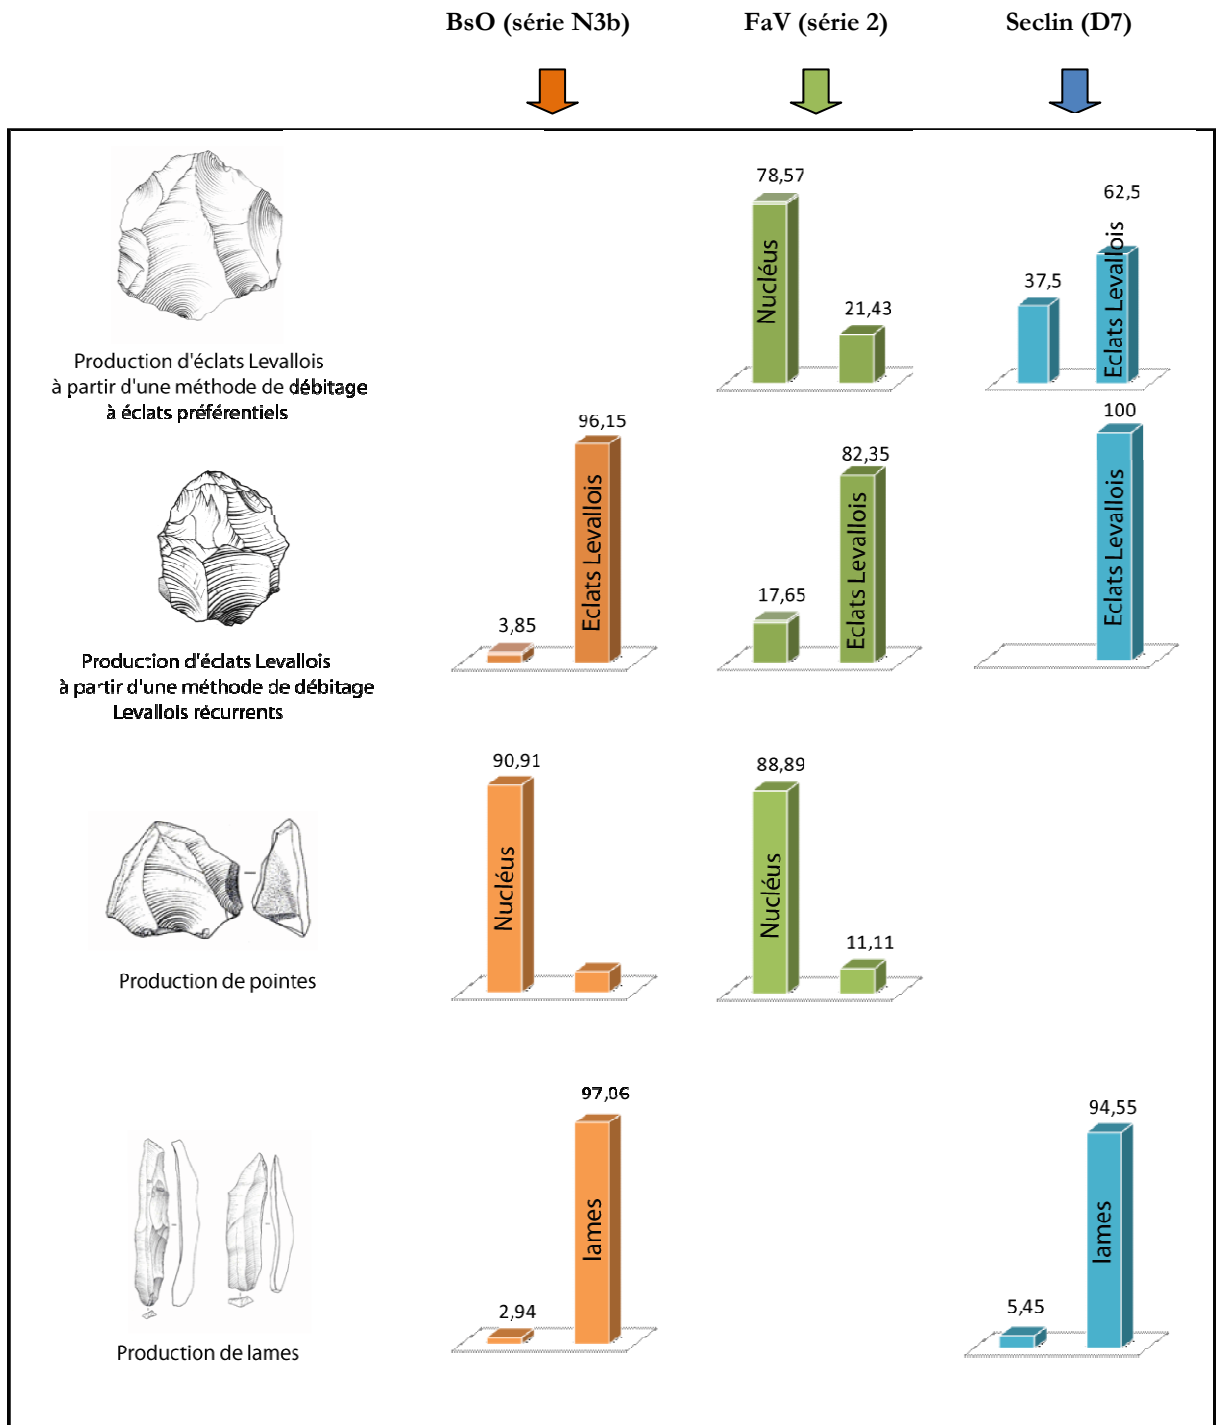 BsO (série N3b) FaV (série 2) Seclin (D7)
78,57
62,5
Nucléus
Eclats Levallois
37,5
21,43
Production d'éclats Levallois
à partir d'une méthode de débitage
à éclats préférentiels
96,15
100
82,35
Eclats Levallois
Eclats Levallois
Eclats Levallois
17,65
3,85
Production d'éclats Levallois
à partir d'une méthode de débitage
Levallois récurrents
90,91
88,89
Nucléus
Nucléus
11,11
Production de pointes
97,06
94,55
lames
lames
2,94
5,45
Production de lames